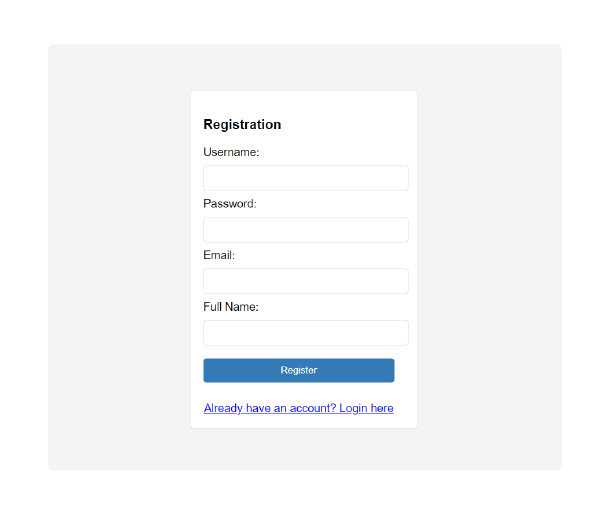 Registration
Username:
Password:
Email:
Full Name:
Register
Already have an account? Login here